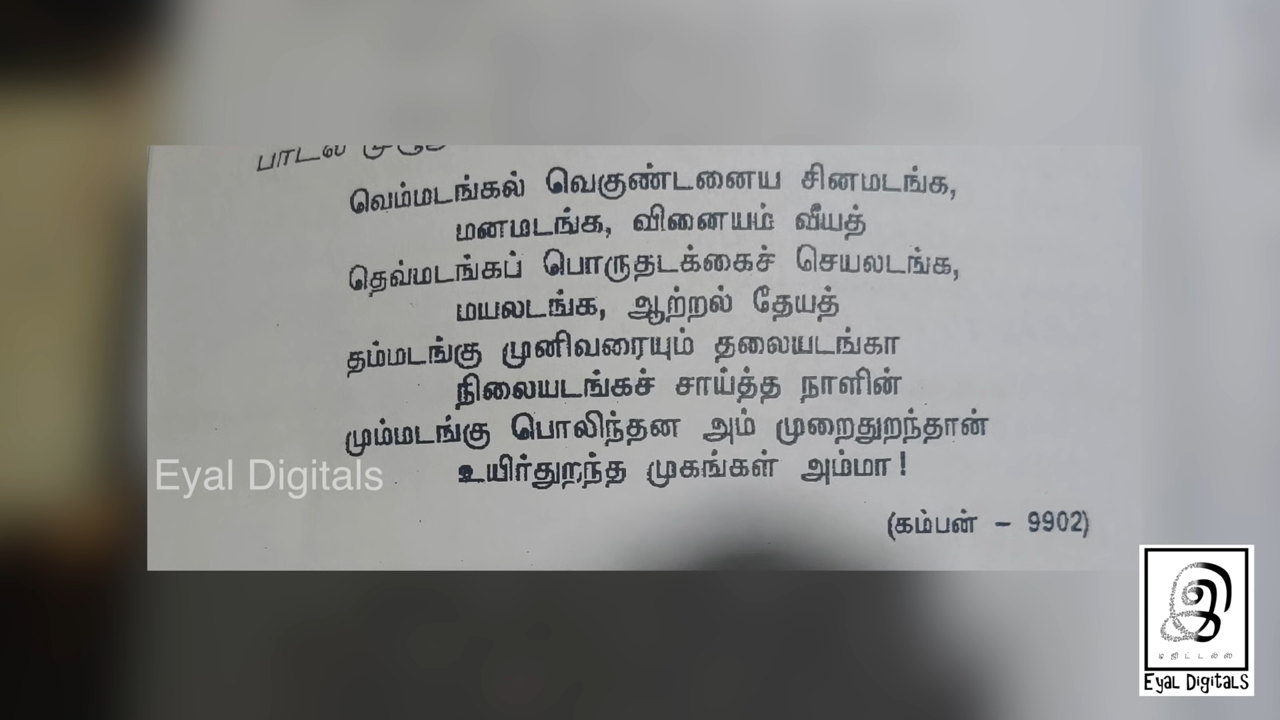 பாடல்
வெம்மடங்கல் வெகுண்டனைய சினமடங்க,
மனமடங்க, வினையம் வீயத்
தெவ்மடங்கப் பொருதடக்கைச் செயலடங்க,
மயலடங்க, ஆற்றல் தேயத்
தம்மடங்கு முனிவரையும் தலையடங்கா
நிலையடங்கச் சாய்த்த நாளின்
மும்மடங்கு பொலிந்தன அம் முறைதுறந்தான்
உயிர்துறந்த முகங்கள் அம்மா!
(கம்பன் – 9902)
Eyal Digitals
இ
டிஜிட்டல்ஸ்
Eyal Digitals